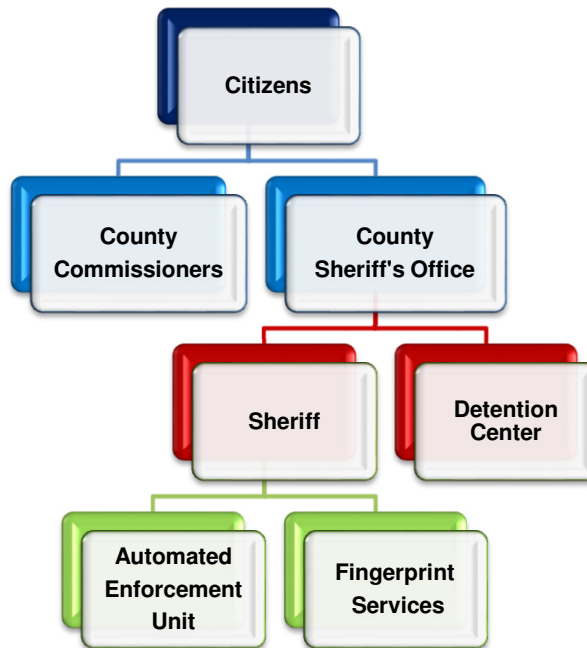 Citizens
County
Commissioners
County
Sheriff's Office
Sheriff
Detention
Center
Automated
Enforcement
Unit
Fingerprint
Services